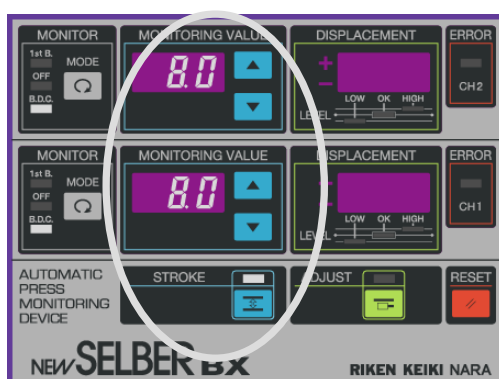 MONITOR MONITORING VALUE DISPLACEMENT ERROR
1st B.
MODE
OFF
B.D.C.
8.0
+
−
LOW OK HIGH
LEVEL
CH2
MONITOR MONITORING VALUE DISPLACEMENT ERROR
1st B.
MODE
OFF
B.D.C.
8.0
LOW OK HIGH
LEVEL
CH1
AUTOMATIC
PRESS
MONITORING
DEVICE
STROKE
ADJUST
RESET
NEW SELBER BX
RIKEN KEIKI NARA